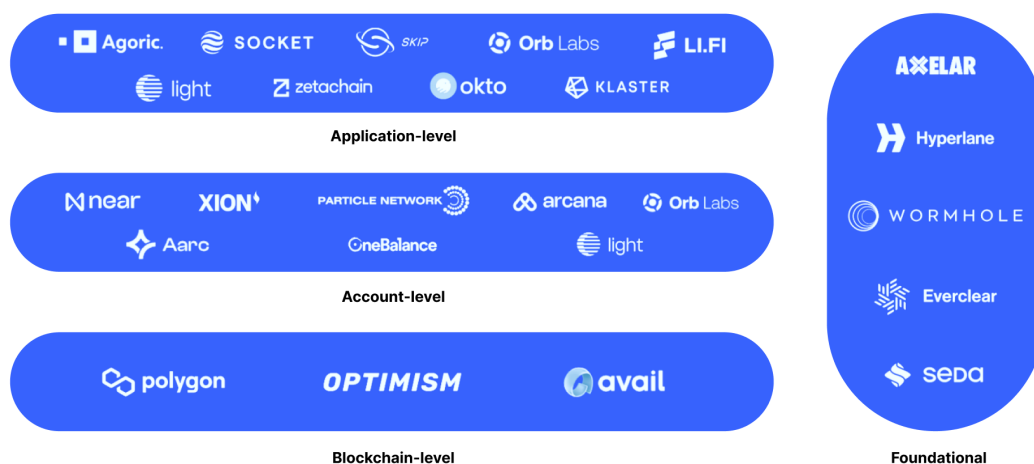 Agoric.
SOCKET
SKIP
Orb Labs
LI.FI
light
zetachain
okto
KLASTER
Application-level
near
XION
PARTICLE NETWORK
arcana
Orb Labs
Aarc
OneBalance
light
Account-level
polygon
OPTIMISM
avail
Blockchain-level
AXELAR
Hyperlane
WORMHOLE
Everclear
SEDA
Foundational